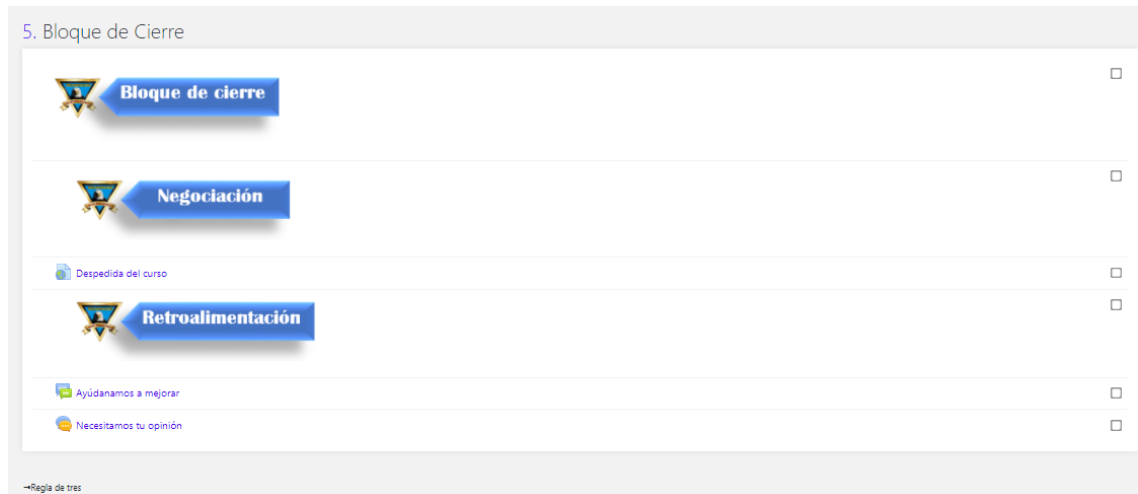 5. Bloque de Cierre
Bloque de cierre
Negociación
Despedida del curso
Retroalimentación
Ayúdanamos a mejorar
Necesitamos tu opinión
→Regla de tres